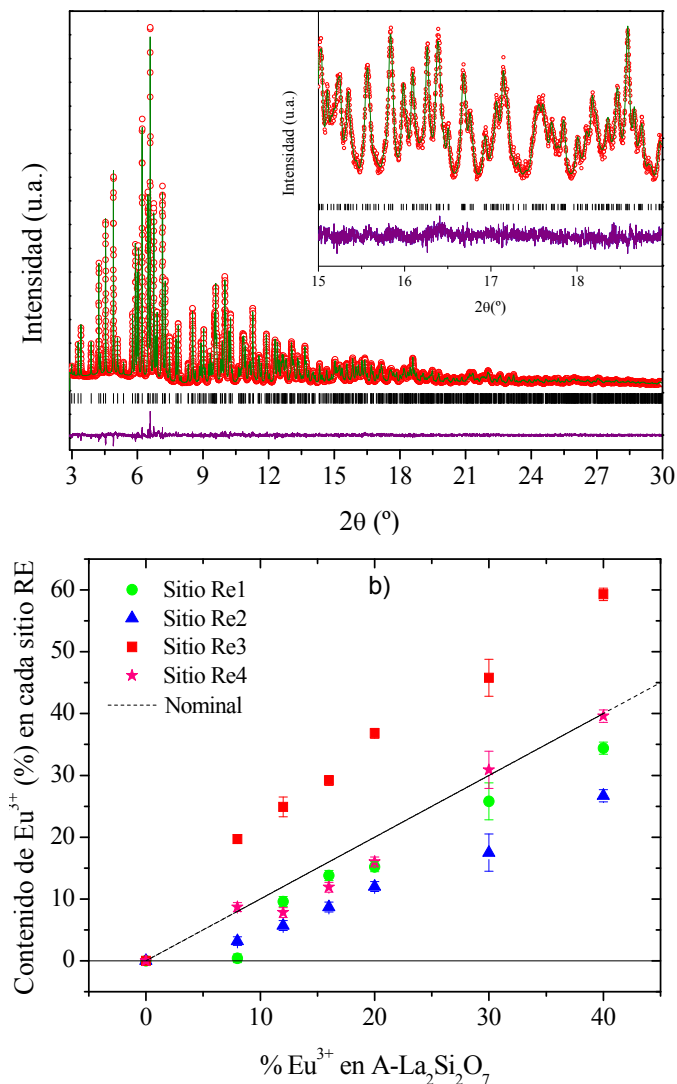 Intensidad (u.a.)
Intensidad (u.a.)
15 16 17 18
2θ(º)
3 6 9 12 15 18 21 24 27 30
2θ (º)
b)
Sitio Re1
Sitio Re2
Sitio Re3
Sitio Re4
Nominal
Contenido de Eu³⁺ (%) en cada sitio RE
60
50
40
30
20
10
0
0 10 20 30 40
% Eu³⁺ en A-La₂Si₂O₇